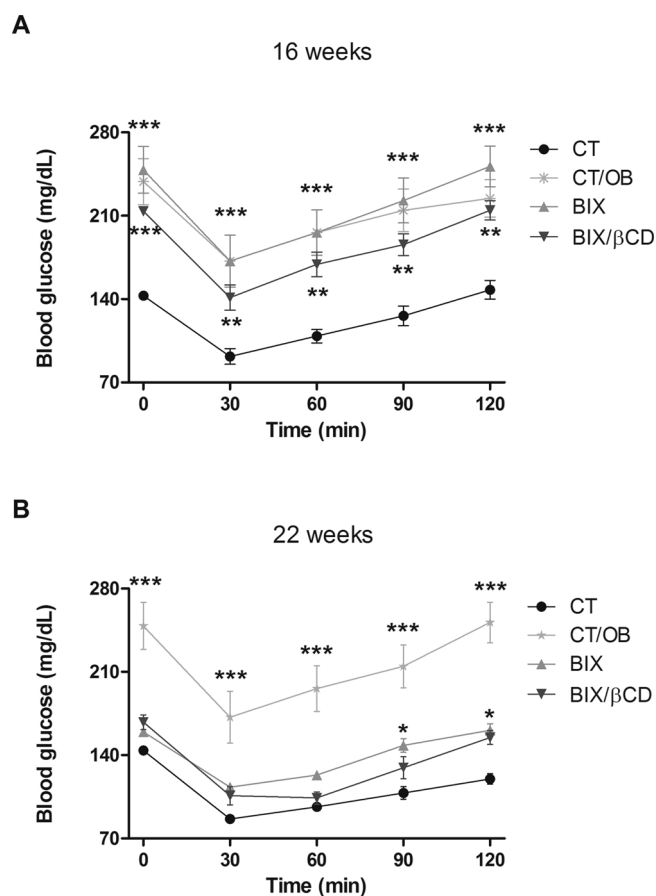 A
16 weeks
*** *** *** *** ***
*** ** ** ** **
280
210
140
70
Blood glucose (mg/dL)
0 30 60 90 120
Time (min)
CT
CT/OB
BIX
BIX/βCD
B
22 weeks
*** *** *** *** ***
* *
280
210
140
70
Blood glucose (mg/dL)
0 30 60 90 120
Time (min)
CT
CT/OB
BIX
BIX/βCD